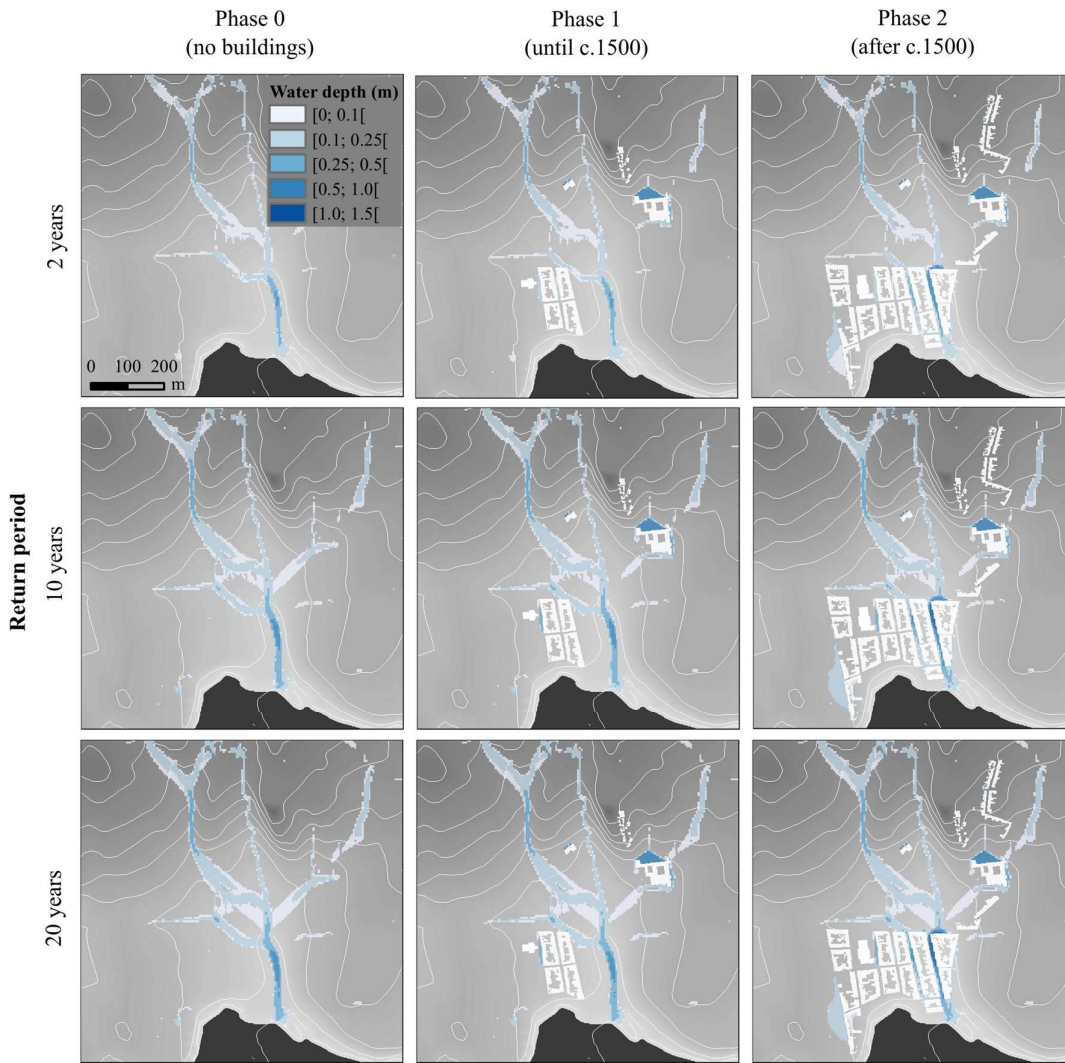 Phase 0
(no buildings)
Phase 1
(until c.1500)
Phase 2
(after c.1500)
Water depth (m)
[0; 0.1[
[0.1; 0.25[
[0.25; 0.5[
[0.5; 1.0[
[1.0; 1.5[
0 100 200
m
Return period
2 years
10 years
20 years